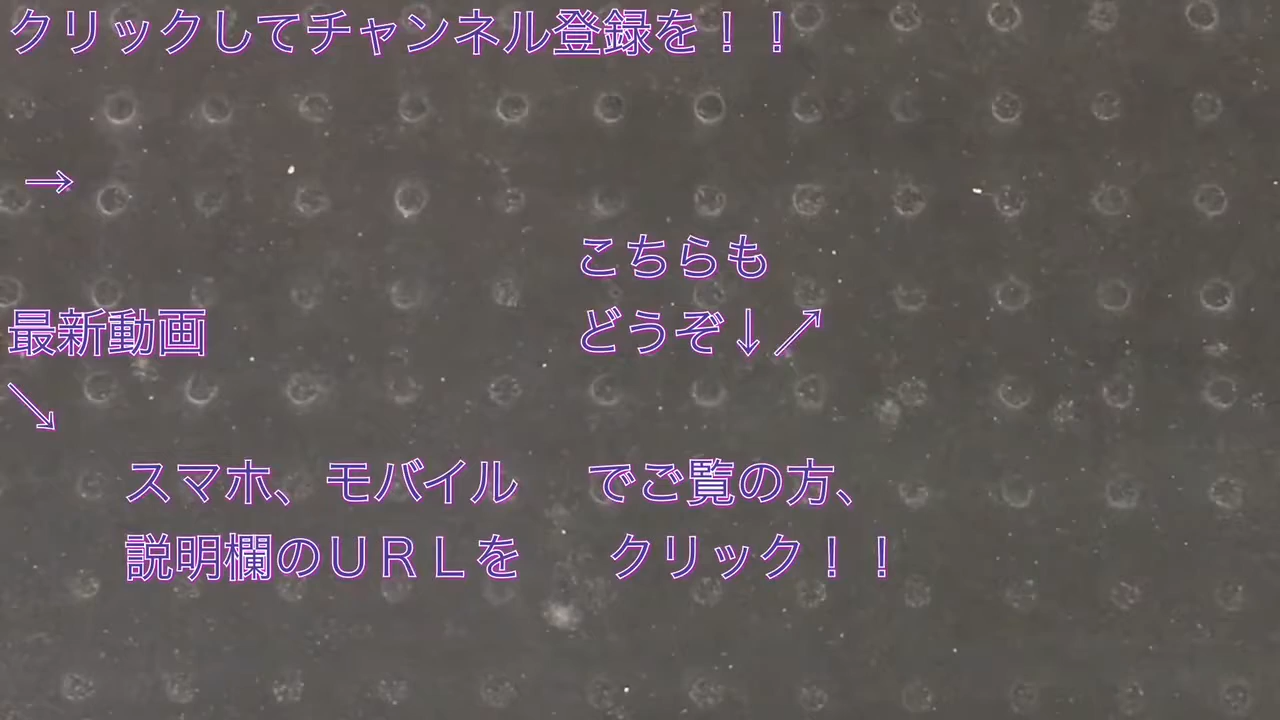 クリックしてチャンネル登録を！！
→
こちらも
最新動画
どうぞ↓↗
↘
スマホ、モバイル　でご覧の方、
説明欄のＵＲＬを　クリック！！